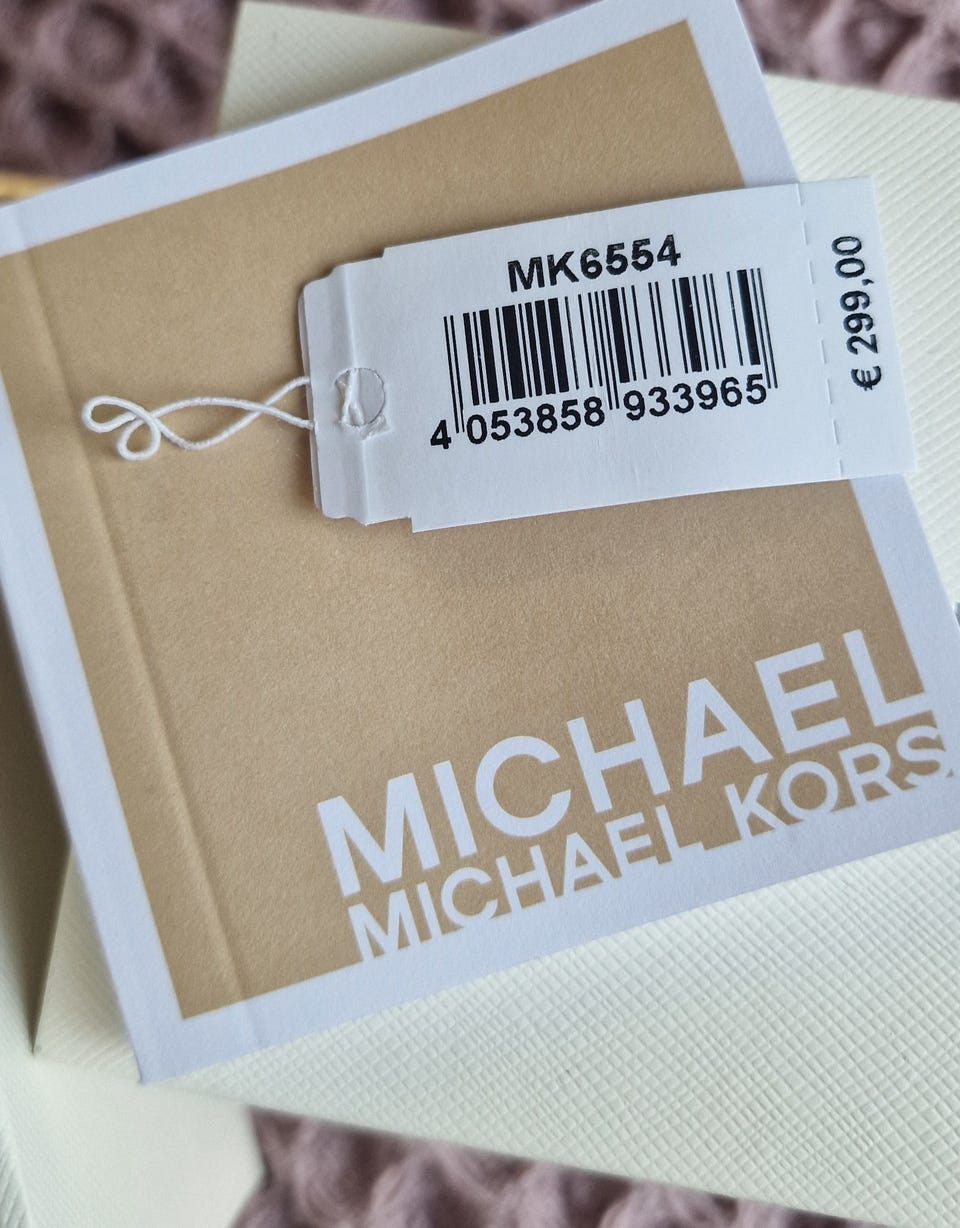 MK6554
4 053858 933965
€ 299,00
MICHAEL
MICHAEL KORS